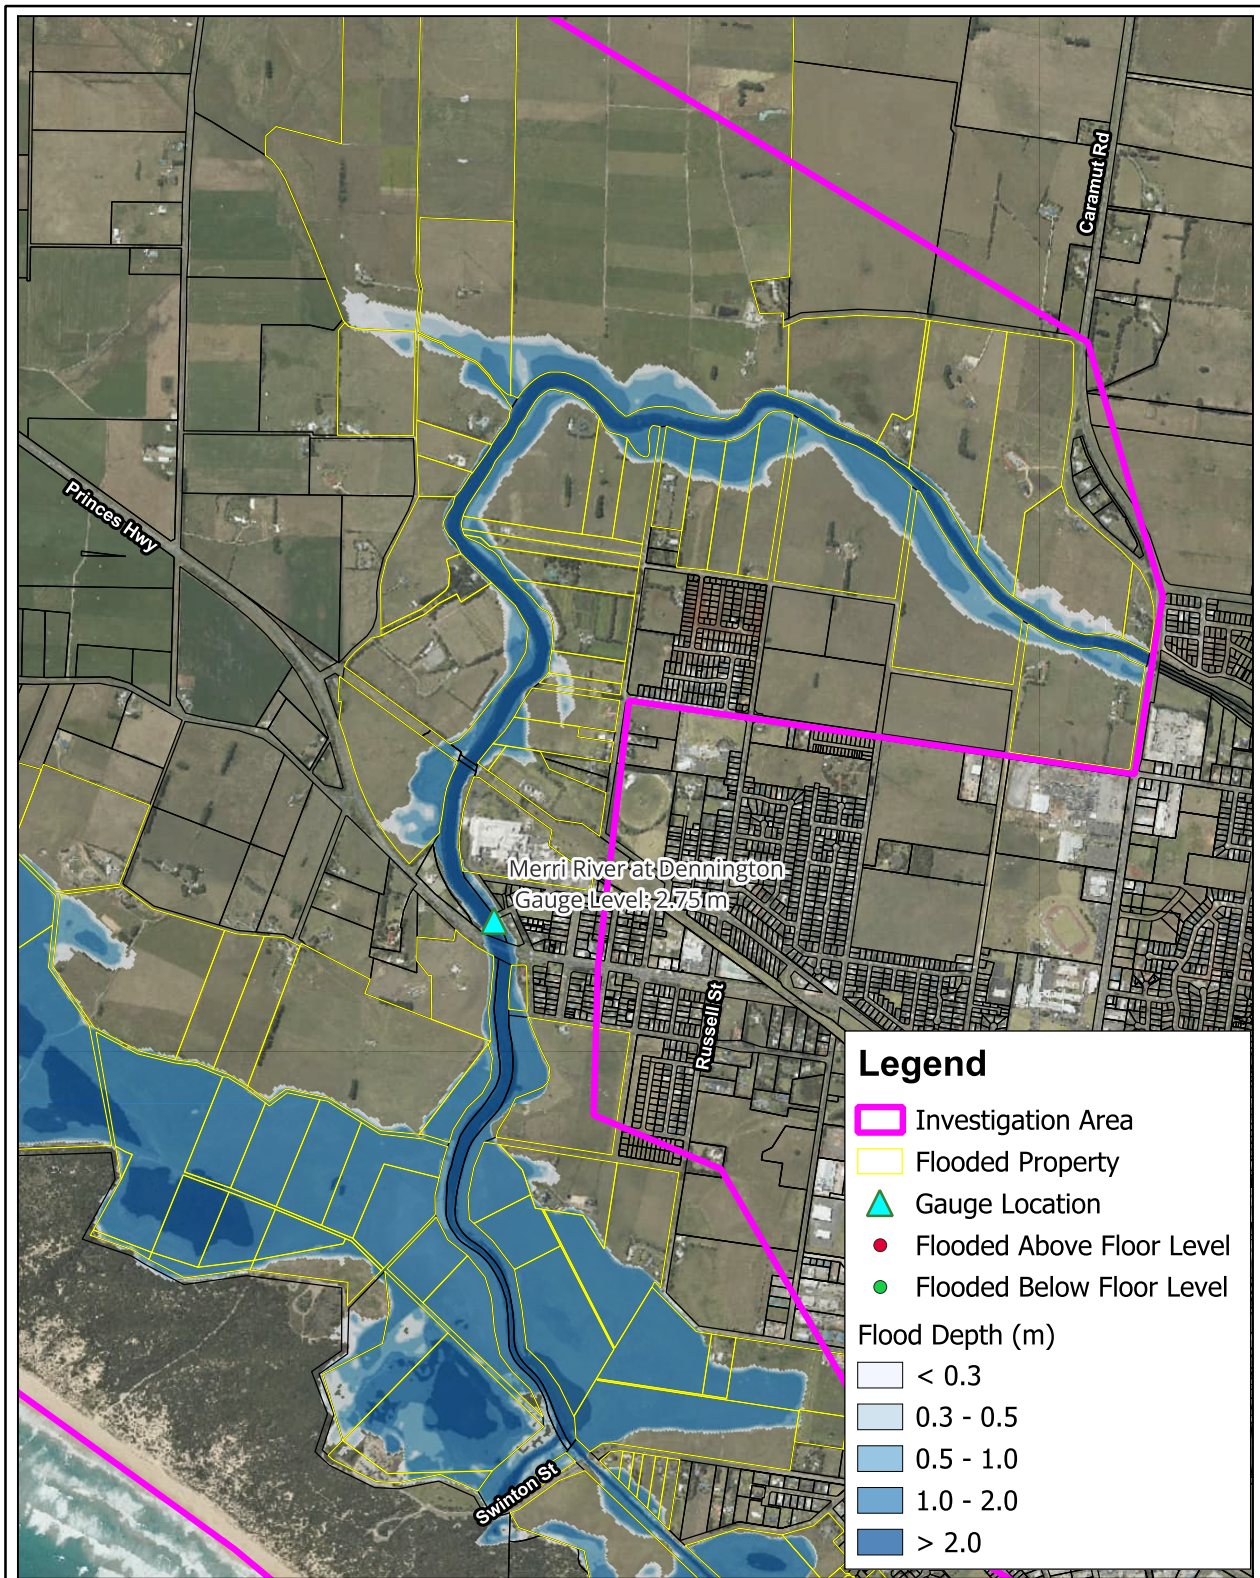 Caramut Rd
Princes Hwy
Merri River at Dennington
Gauge Level: 2.75 m
Russell St
Swinton St
Legend
Investigation Area
Flooded Property
Gauge Location
Flooded Above Floor Level
Flooded Below Floor Level
Flood Depth (m)
< 0.3
0.3 - 0.5
0.5 - 1.0
1.0 - 2.0
> 2.0